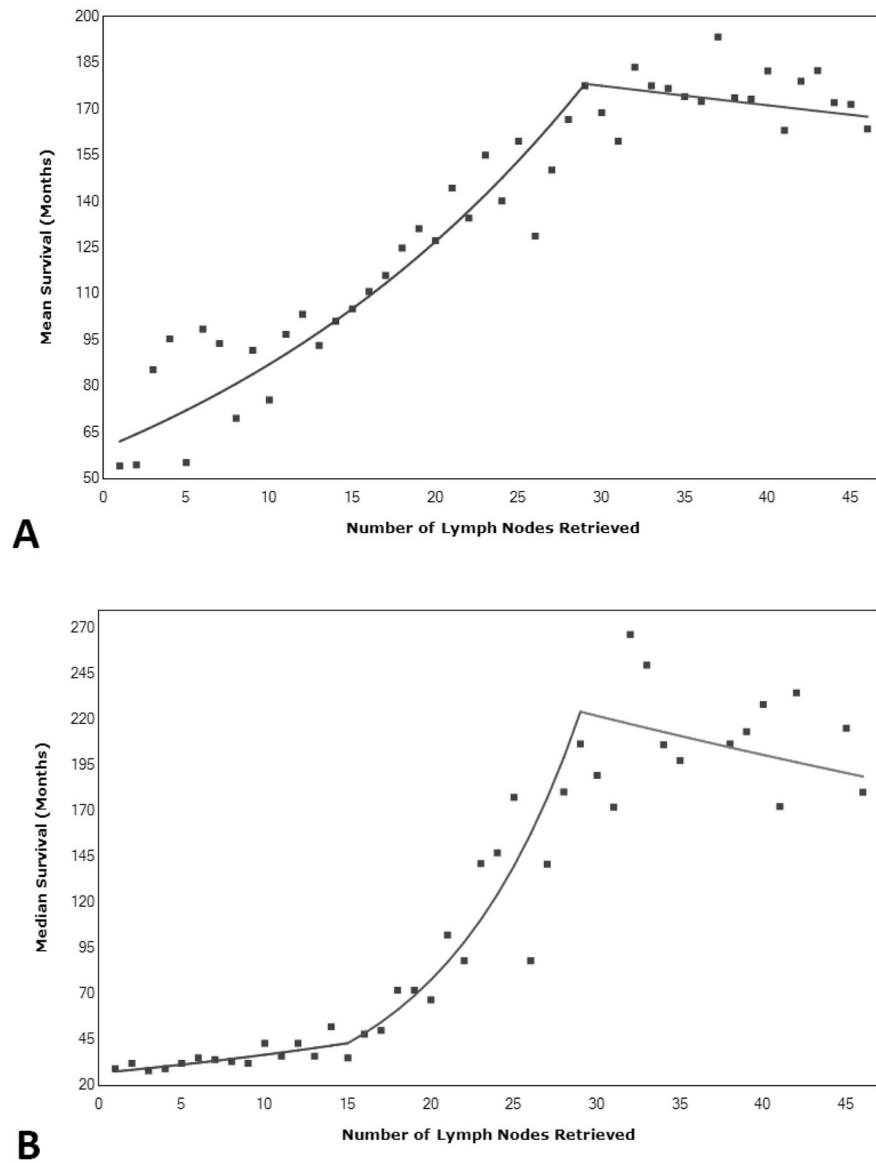 200
185
170
155
140
125
110
95
80
65
50
Mean Survival (Months)
0 5 10 15 20 25 30 35 40 45
Number of Lymph Nodes Retrieved
A
270
245
220
195
170
145
120
95
70
45
20
Median Survival (Months)
0 5 10 15 20 25 30 35 40 45
Number of Lymph Nodes Retrieved
B